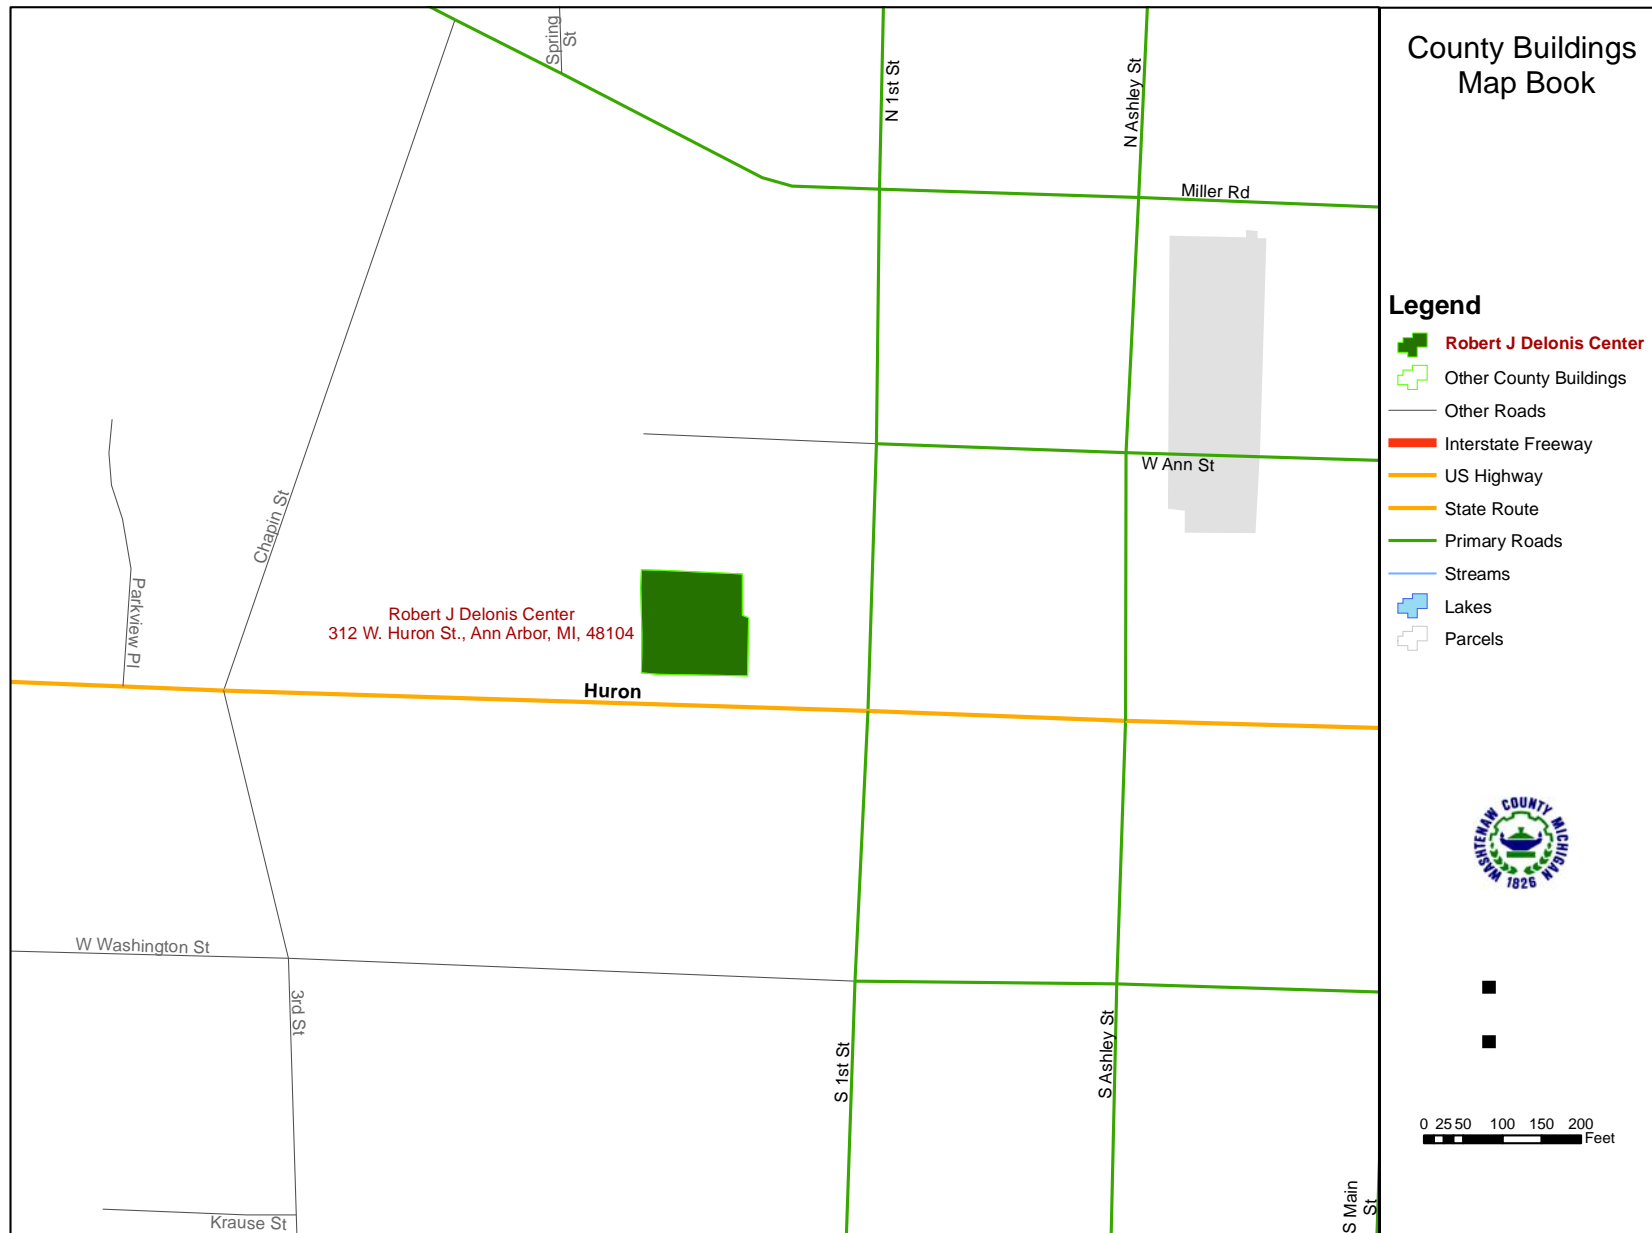 County Buildings
Map Book
Spring
St
N 1st St
N Ashley St
Miller Rd
Chapin St
W Ann St
Parkview Pl
Robert J Delonis Center
312 W. Huron St., Ann Arbor, MI, 48104
Huron
W Washington St
3rd St
S 1st St
S Ashley St
S Main
St
Krause St
Legend
Robert J Delonis Center
Other County Buildings
Other Roads
Interstate Freeway
US Highway
State Route
Primary Roads
Streams
Lakes
Parcels
WASHTENAW COUNTY MICHIGAN
1826
0 25 50 100 150 200
Feet